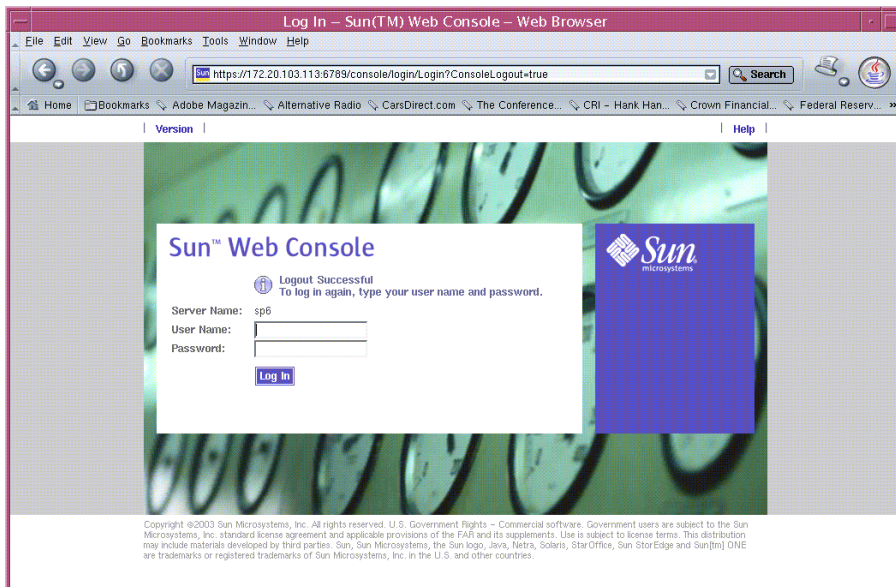 Log In – Sun(TM) Web Console – Web Browser
File Edit View Go Bookmarks Tools Window Help
Sun https://172.20.103.113:6789/console/login/Login?ConsoleLogout=true Search
Home Bookmarks Adobe Magazin... Alternative Radio CarsDirect.com The Conference... CRI – Hank Han... Crown Financial... Federal Reserv... »
Version Help
Sun™ Web Console
Sun
microsystems
Logout Successful
To log in again, type your user name and password.
Server Name: sp6
User Name:
Password:
Log In
Copyright ©2003 Sun Microsystems, Inc. All rights reserved. U.S. Government Rights – Commercial software. Government users are subject to the Sun
Microsystems, Inc. standard license agreement and applicable provisions of the FAR and its supplements. Use is subject to license terms. This distribution
may include materials developed by third parties. Sun, Sun Microsystems, the Sun logo, Java, Netra, Solaris, StarOffice, Sun StorEdge and Sun[tm] ONE
are trademarks or registered trademarks of Sun Microsystems, Inc. in the U.S. and other countries.